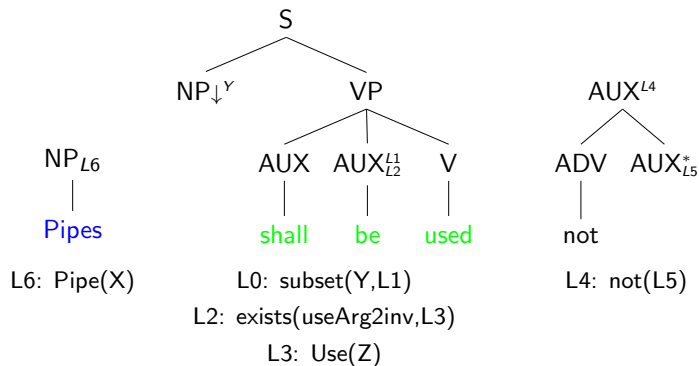 S
NP↓Y VP AUXL4
NPL6 AUX AUXL1L2 V ADV AUX*L5
Pipes shall be used not
L6: Pipe(X) L0: subset(Y,L1) L4: not(L5)
L2: exists(useArg2inv,L3)
L3: Use(Z)